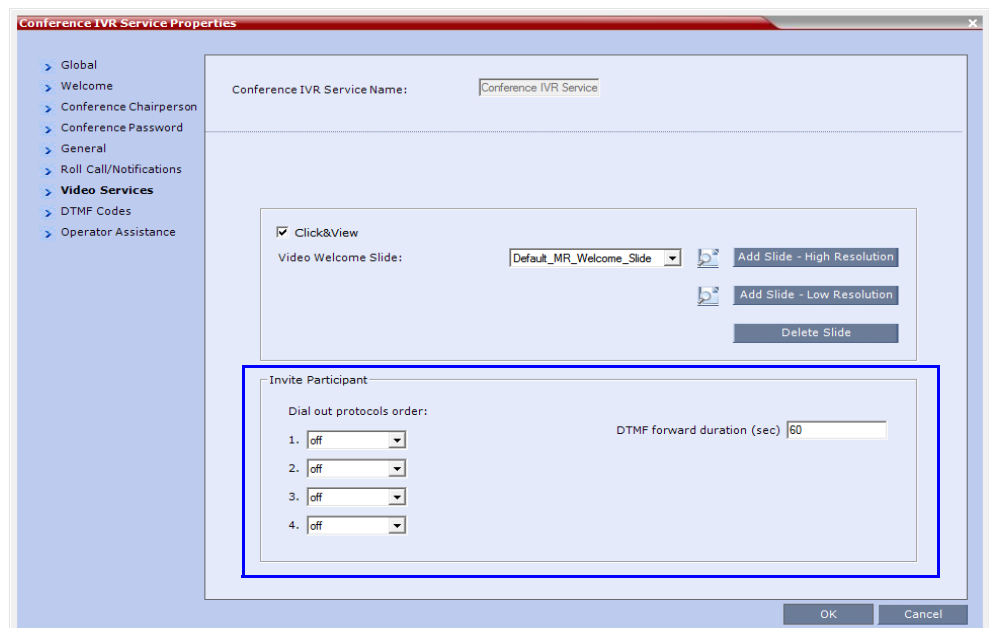 Conference IVR Service Properties
Global
Welcome
Conference Chairperson
Conference Password
General
Roll Call/Notifications
Video Services
DTMF Codes
Operator Assistance
Conference IVR Service Name: Conference IVR Service
Click&View
Video Welcome Slide: Default_MR_Welcome_Slide Add Slide - High Resolution
Add Slide - Low Resolution
Delete Slide
Invite Participant
Dial out protocols order:
DTMF forward duration (sec) 60
1. off
2. off
3. off
4. off
OK Cancel